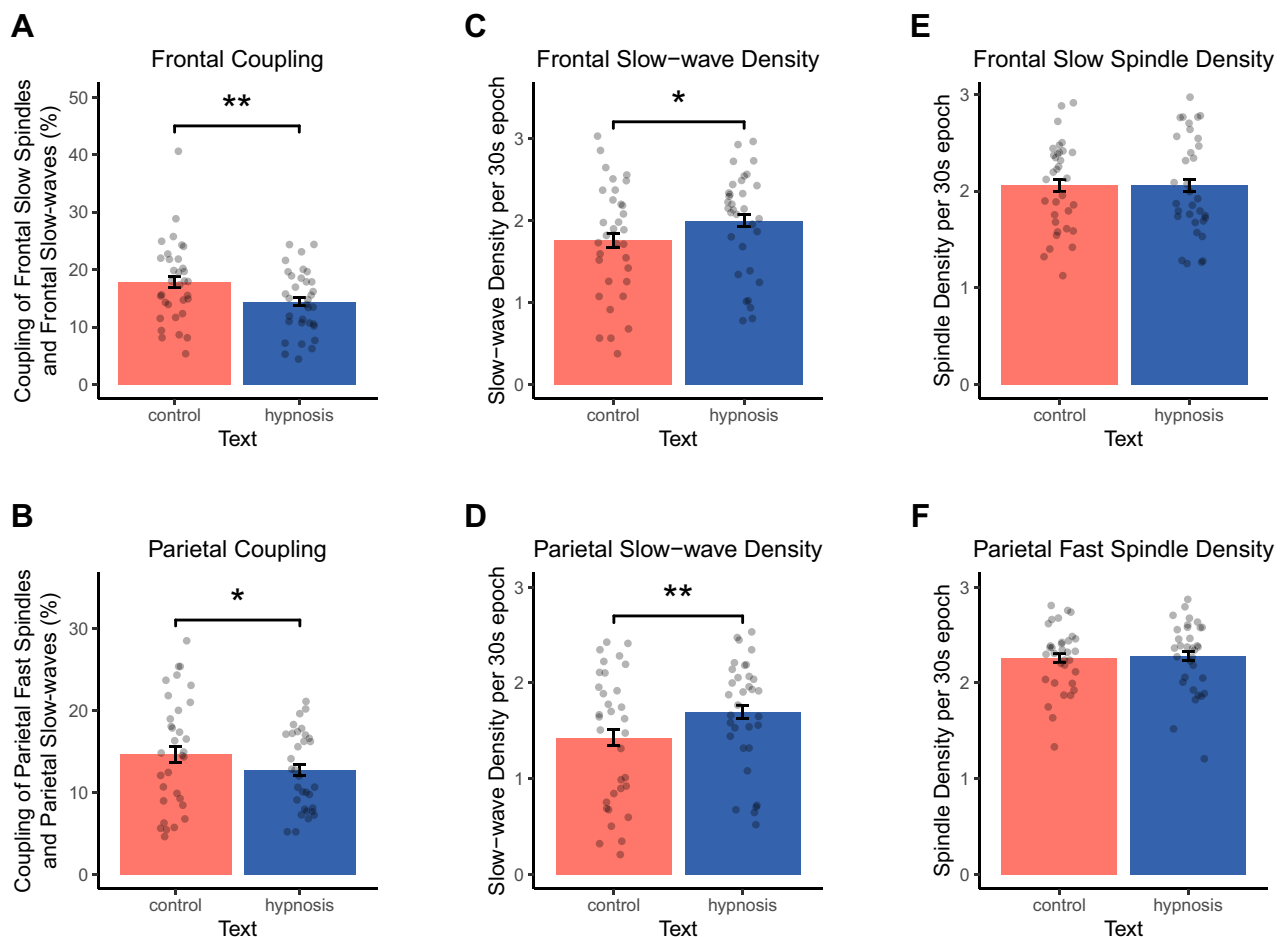 A
Frontal Coupling
Coupling of Frontal Slow Spindles
and Frontal Slow-waves (%)
50
40
30
20
10
0
**
control
hypnosis
Text
C
Frontal Slow−wave Density
Slow−wave Density per 30s epoch
3
2
1
0
*
control
hypnosis
Text
E
Frontal Slow Spindle Density
Spindle Density per 30s epoch
3
2
1
0
control
hypnosis
Text
B
Parietal Coupling
Coupling of Parietal Fast Spindles
and Parietal Slow-waves (%)
30
20
10
0
*
control
hypnosis
Text
D
Parietal Slow−wave Density
Slow−wave Density per 30s epoch
3
2
1
0
**
control
hypnosis
Text
F
Parietal Fast Spindle Density
Spindle Density per 30s epoch
3
2
1
0
control
hypnosis
Text